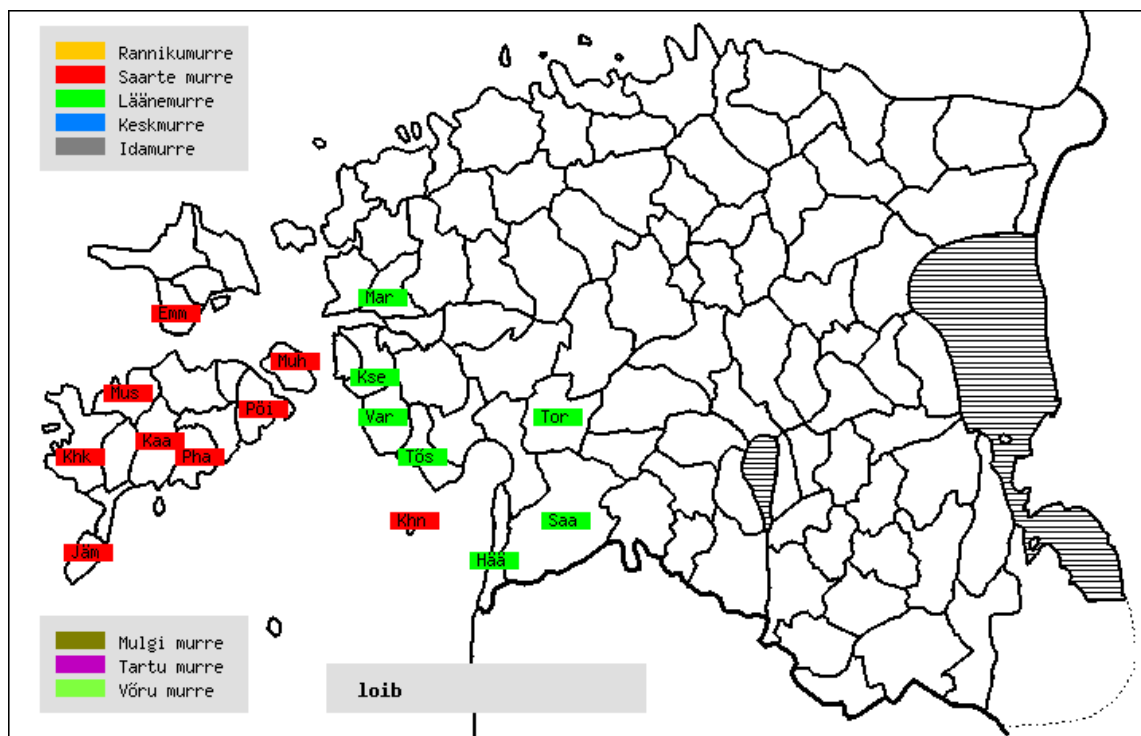 Rannikumurre
Saarte murre
Läänemurre
Keskmurre
Idamurre
Mar
Emm
Muh
Kse
Mus
Pöi
Var
Tor
Kaa
Khk
Pha
Tõs
Khn
Saa
Jäm
Hää
Mulgi murre
Tartu murre
Võru murre
loib